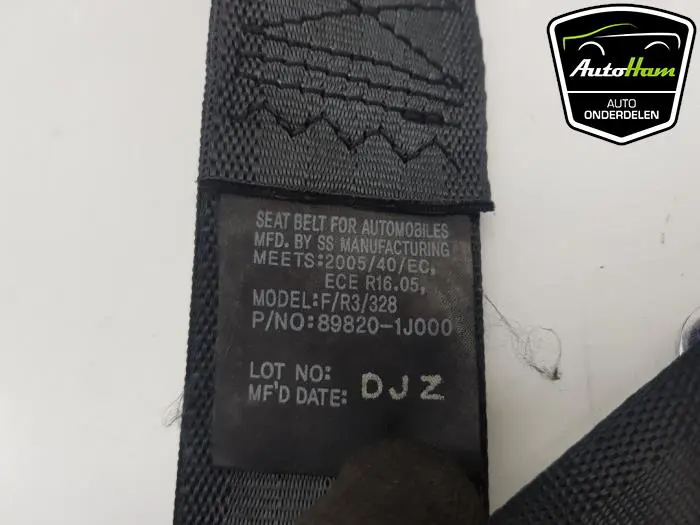 AutoHam
AUTO
ONDERDELEN
SEAT BELT FOR AUTOMOBILES
MFD. BY SS MANUFACTURING
MEETS:2005/40/EC,
ECE R16.05,
MODEL:F/R3/328
P/NO:89820-1J000
LOT NO:
MF'D DATE: DJZ